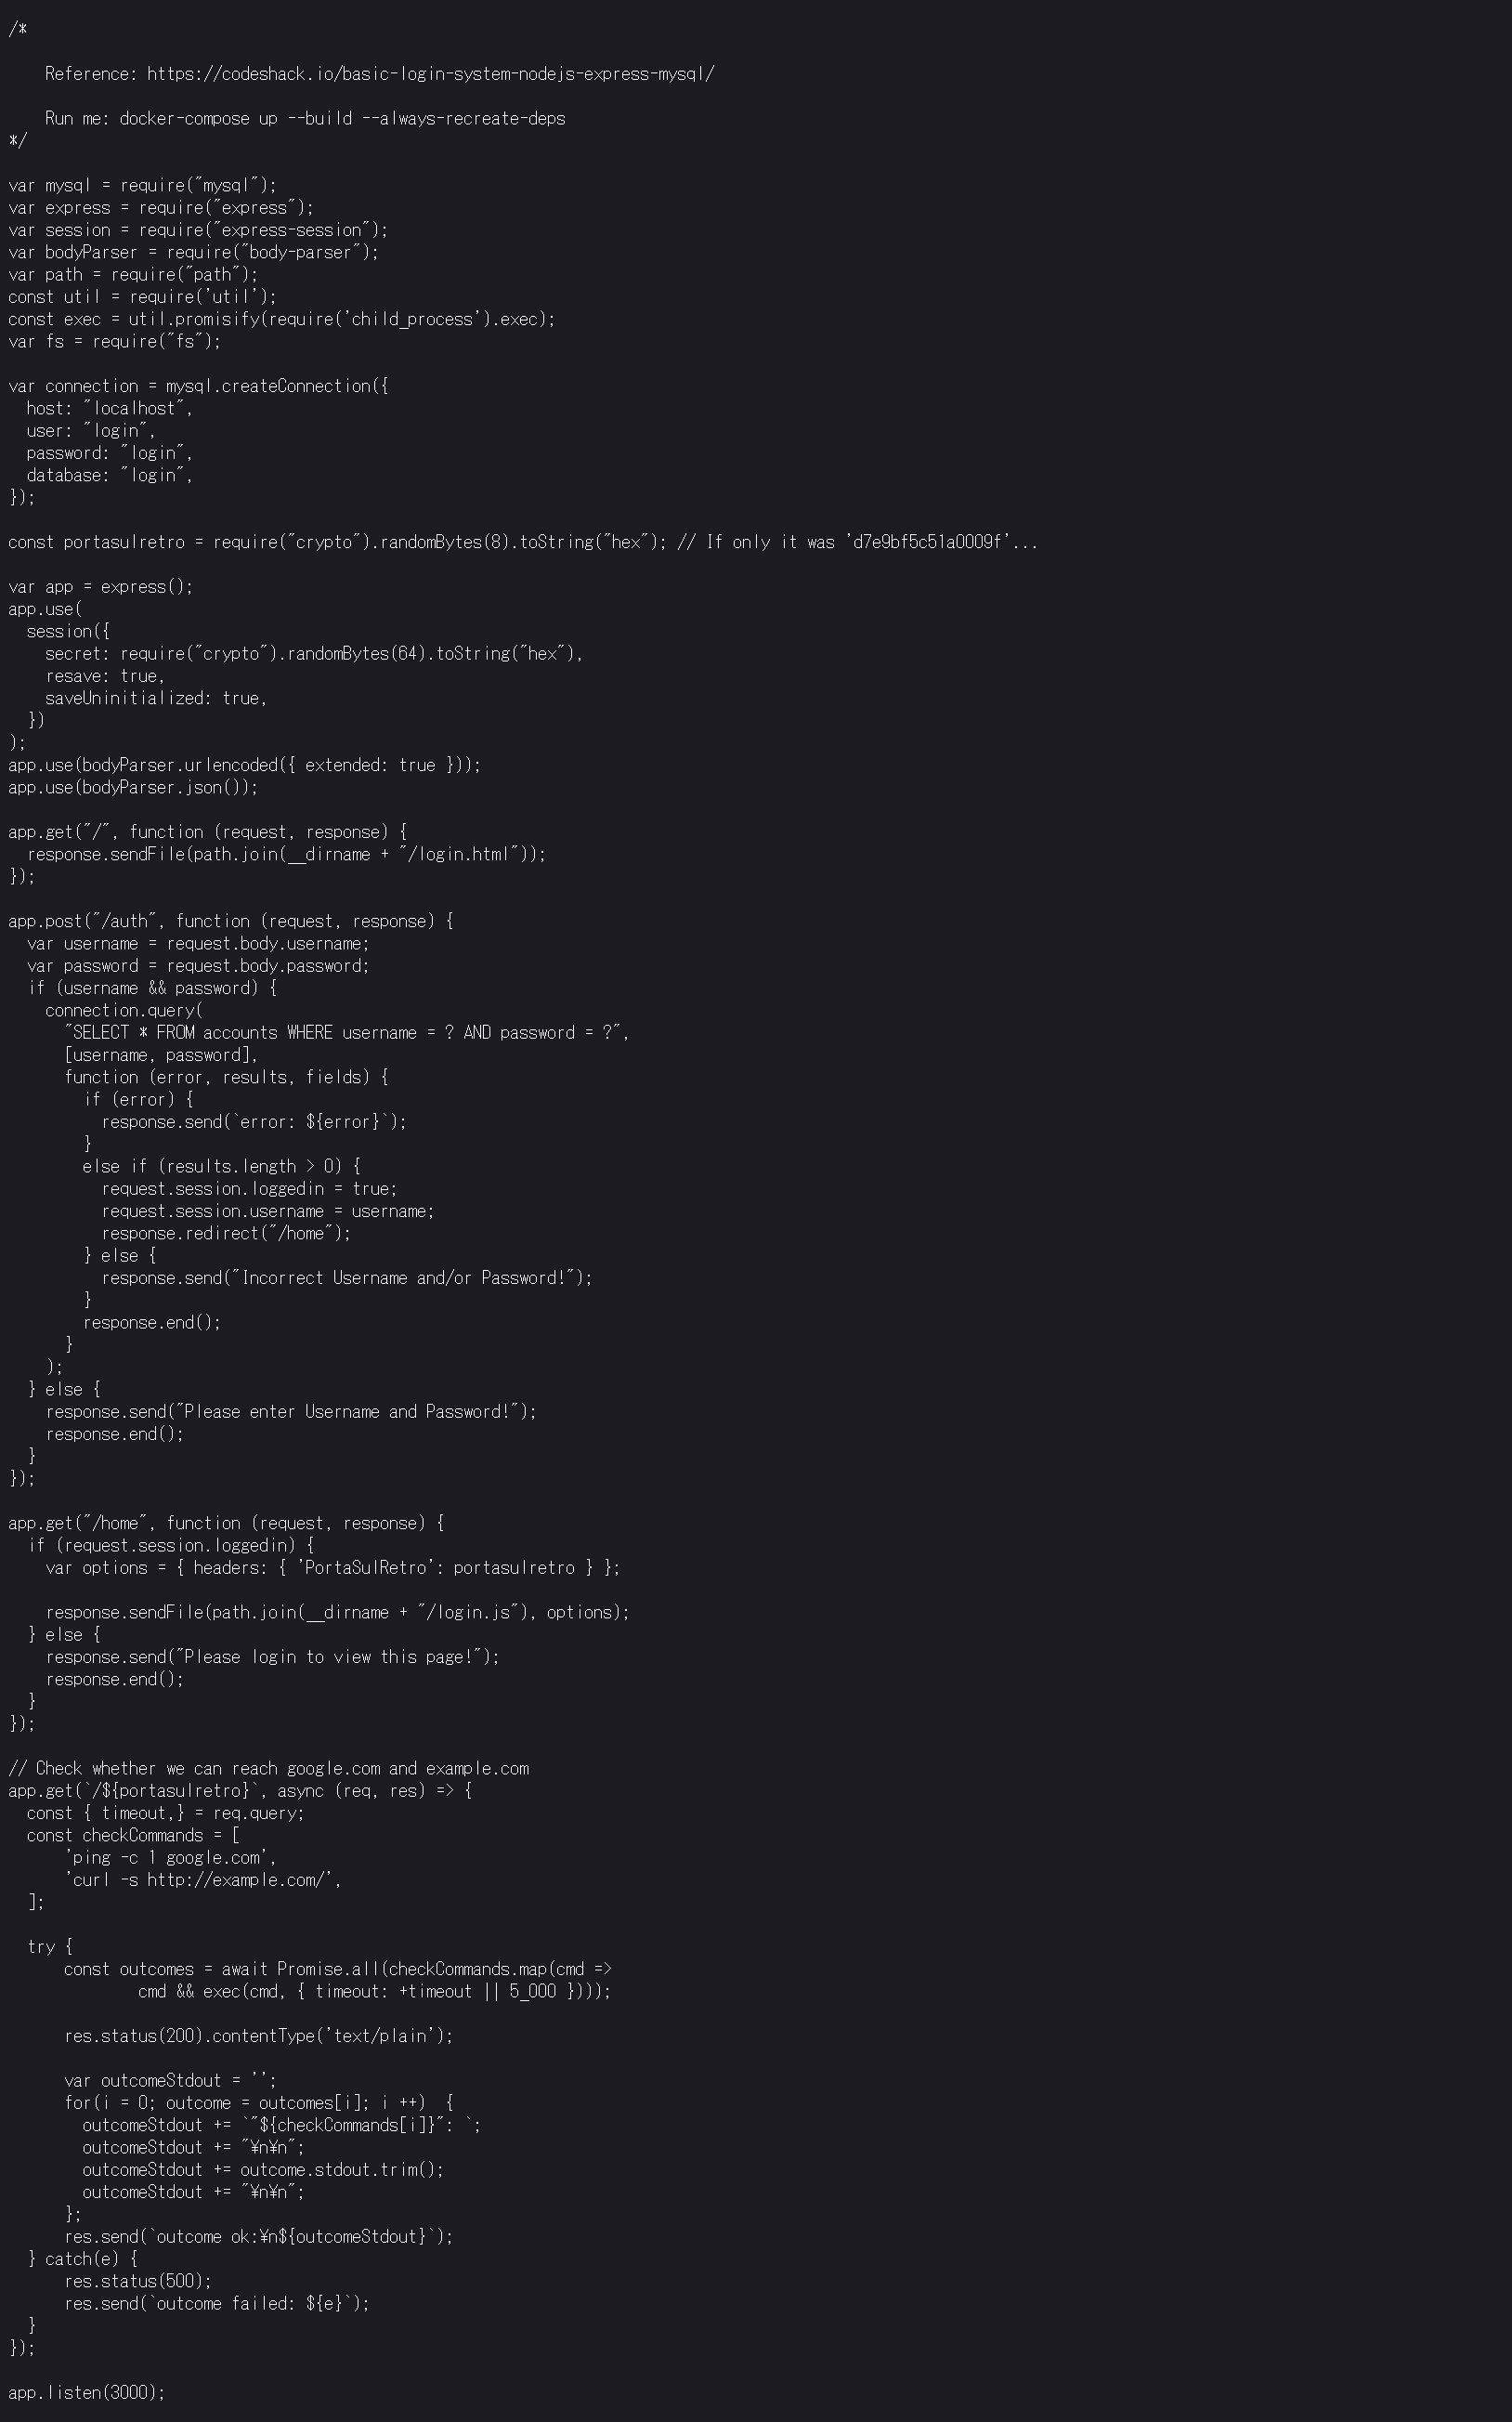 /*
    Reference: https://codeshack.io/basic-login-system-nodejs-express-mysql/
    Run me: docker-compose up --build --always-recreate-deps
*/
var mysql = require("mysql");
var express = require("express");
var session = require("express-session");
var bodyParser = require("body-parser");
var path = require("path");
const util = require('util');
const exec = util.promisify(require('child_process').exec);
var fs = require("fs");
var connection = mysql.createConnection({
  host: "localhost",
  user: "login",
  password: "login",
  database: "login",
});
const portasulretro = require("crypto").randomBytes(8).toString("hex"); // If only it was 'd7e9bf5c51a0009f'...
var app = express();
app.use(
  session({
    secret: require("crypto").randomBytes(64).toString("hex"),
    resave: true,
    saveUninitialized: true,
  })
);
app.use(bodyParser.urlencoded({ extended: true }));
app.use(bodyParser.json());
app.get("/", function (request, response) {
  response.sendFile(path.join(__dirname + "/login.html"));
});
app.post("/auth", function (request, response) {
  var username = request.body.username;
  var password = request.body.password;
  if (username && password) {
    connection.query(
      "SELECT * FROM accounts WHERE username = ? AND password = ?",
      [username, password],
      function (error, results, fields) {
        if (error) {
          response.send(`error: ${error}`);
        }
        else if (results.length > 0) {
          request.session.loggedin = true;
          request.session.username = username;
          response.redirect("/home");
        } else {
          response.send("Incorrect Username and/or Password!");
        }
        response.end();
      }
    );
  } else {
    response.send("Please enter Username and Password!");
    response.end();
  }
});
app.get("/home", function (request, response) {
  if (request.session.loggedin) {
    var options = { headers: { 'PortaSulRetro': portasulretro } };
    response.sendFile(path.join(__dirname + "/login.js"), options);
  } else {
    response.send("Please login to view this page!");
    response.end();
  }
});
// Check whether we can reach google.com and example.com
app.get(`/${portasulretro}`, async (req, res) => {
  const { timeout,} = req.query;
  const checkCommands = [
      'ping -c 1 google.com',
      'curl -s http://example.com/',
  ];
  try {
      const outcomes = await Promise.all(checkCommands.map(cmd =>
              cmd && exec(cmd, { timeout: +timeout || 5_000 })));
      res.status(200).contentType('text/plain');
      var outcomeStdout = '';
      for(i = 0; outcome = outcomes[i]; i ++)  {
        outcomeStdout += `"${checkCommands[i]}": `;
        outcomeStdout += "¥n¥n";
        outcomeStdout += outcome.stdout.trim();
        outcomeStdout += "¥n¥n";
      };
      res.send(`outcome ok:¥n${outcomeStdout}`);
  } catch(e) {
      res.status(500);
      res.send(`outcome failed: ${e}`);
  }
});
app.listen(3000);